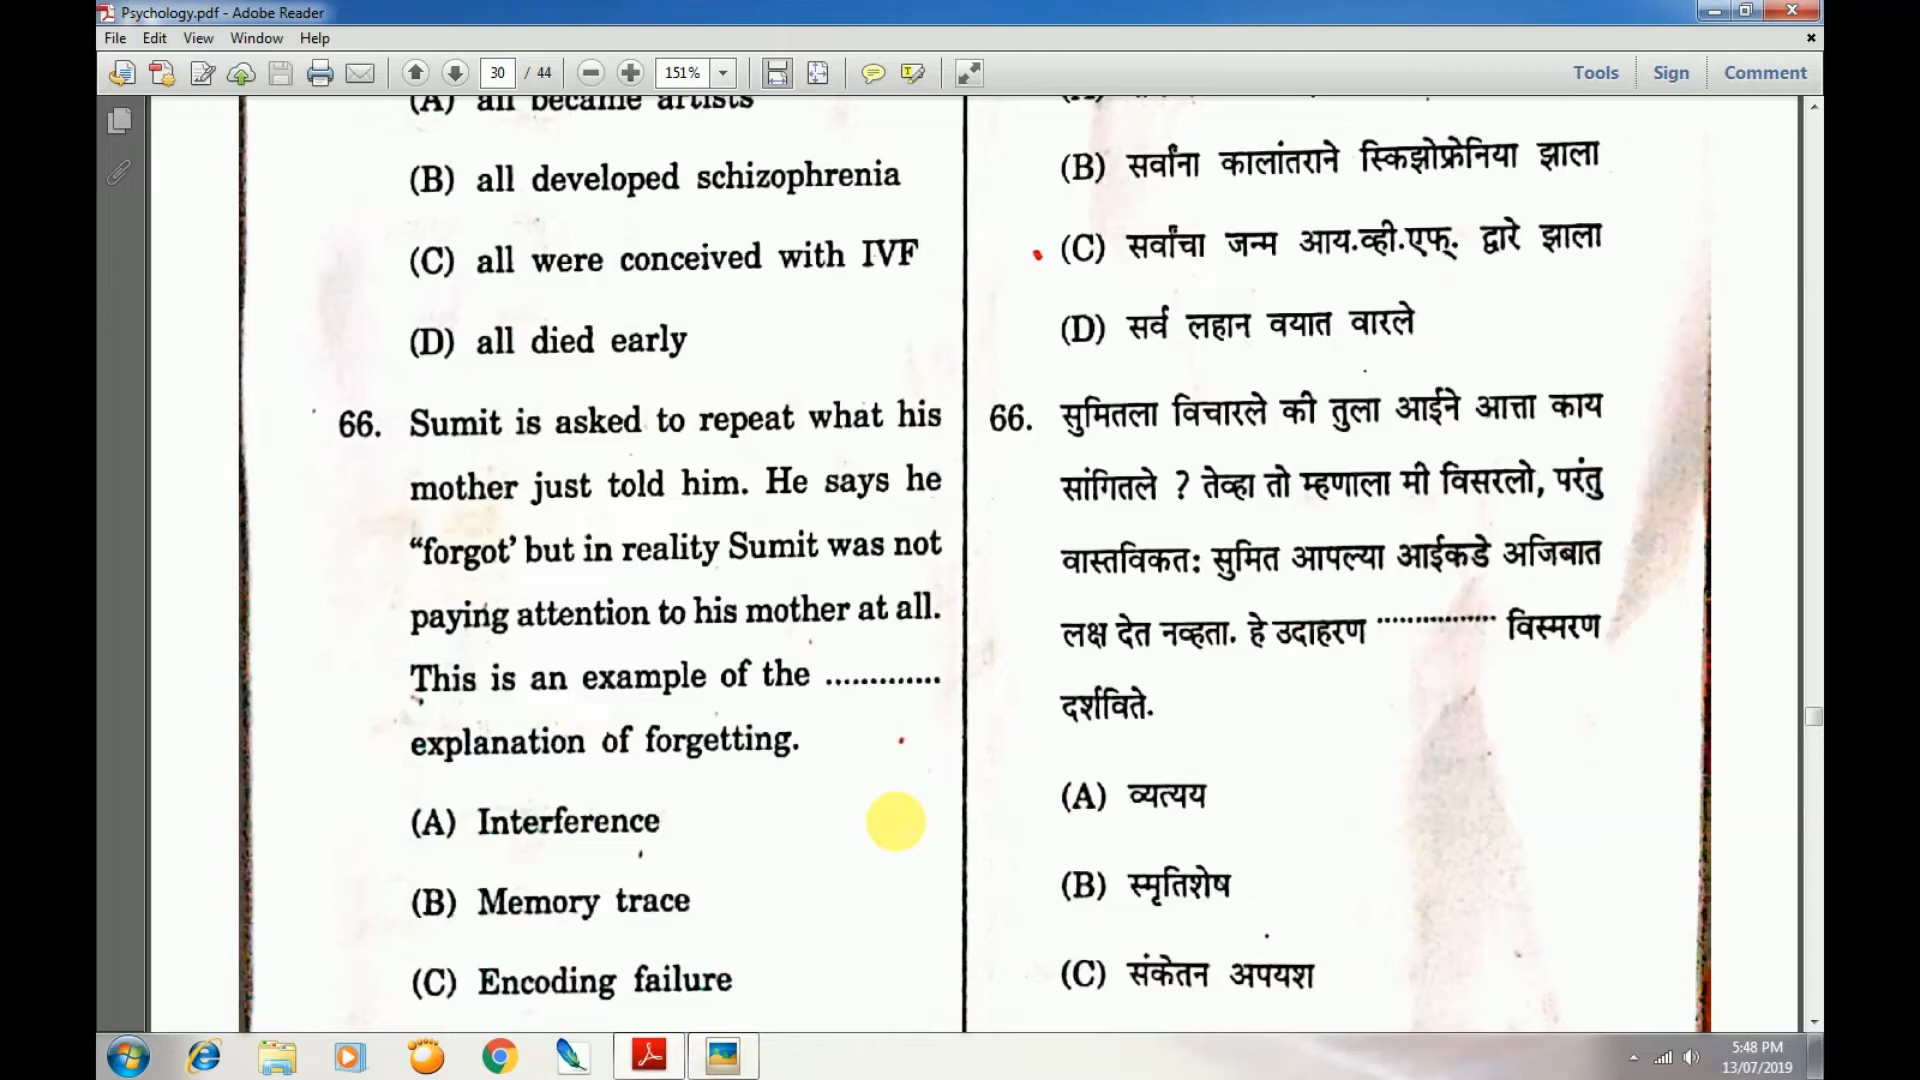 Psychology.pdf - Adobe Reader
File Edit View Window Help
30 / 44 151% Tools Sign Comment
(A) all became artists
(B) all developed schizophrenia
(C) all were conceived with IVF
(D) all died early
66. Sumit is asked to repeat what his
mother just told him. He says he
“forgot’ but in reality Sumit was not
paying attention to his mother at all.
This is an example of the .............
explanation of forgetting.
(A) Interference
(B) Memory trace
(C) Encoding failure
(B) सर्वांना कालांतराने स्किझोफ्रेनिया झाला
(C) सर्वांचा जन्म आय.व्ही.एफ्. द्वारे झाला
(D) सर्व लहान वयात वारले
66. सुमितला विचारले की तुला आईने आत्ता काय
सांगितले ? तेव्हा तो म्हणाला मी विसरलो, परंतु
वास्तविकत: सुमित आपल्या आईकडे अजिबात
लक्ष देत नव्हता. हे उदाहरण ................ विस्मरण
दर्शविते.
(A) व्यत्यय
(B) स्मृतिशेष
(C) संकेतन अपयश
5:48 PM
13/07/2019